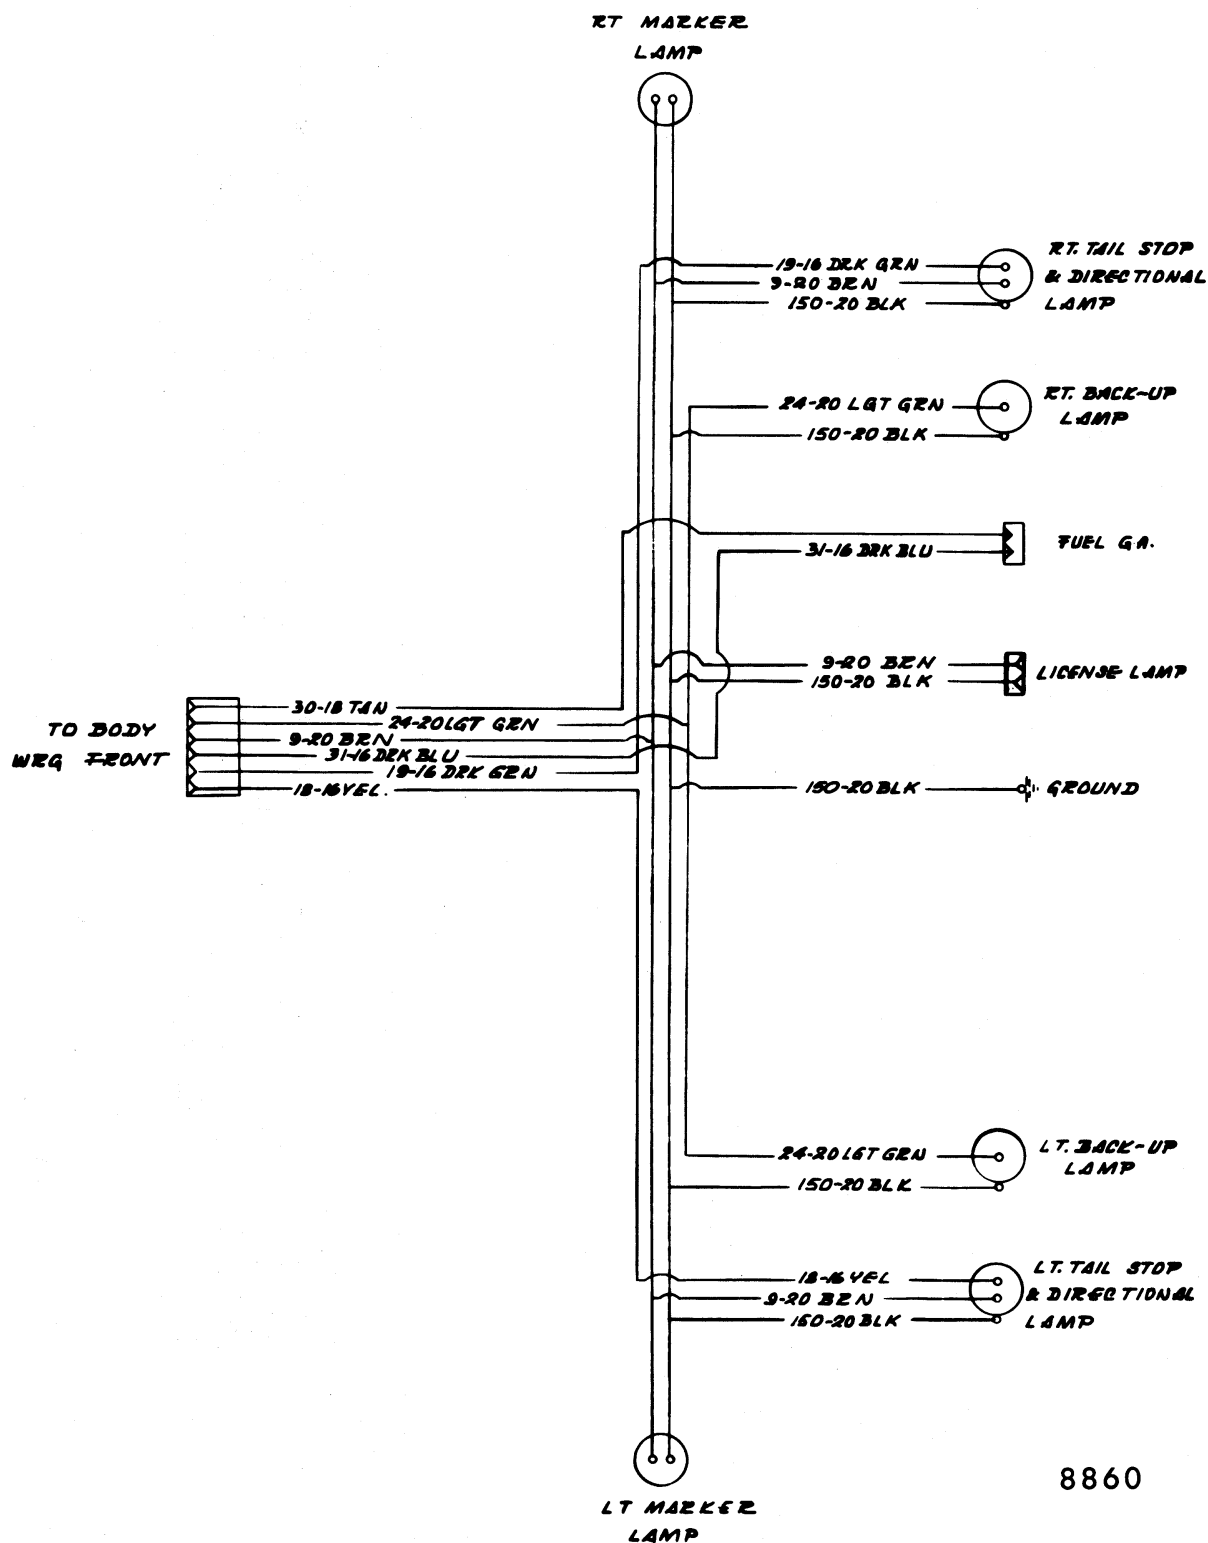 RT MARKER
LAMP
19-16 DRK GRN
9-20 BRN
150-20 BLK
RT. TAIL STOP
& DIRECTIONAL
LAMP
24-20 LGT GRN
150-20 BLK
RT. BACK-UP
LAMP
31-16 DRK BLU
FUEL GA.
9-20 BRN
150-20 BLK
LICENSE LAMP
TO BODY
WRG FRONT
30-18 TAN
24-20 LGT GRN
9-20 BRN
31-16 DRK BLU
19-16 DRK GRN
18-16 YEL.
150-20 BLK
GROUND
24-20 LGT GRN
150-20 BLK
LT. BACK-UP
LAMP
18-16 YEL
9-20 BRN
150-20 BLK
LT. TAIL STOP
& DIRECTIONAL
LAMP
LT MARKER
LAMP
8860